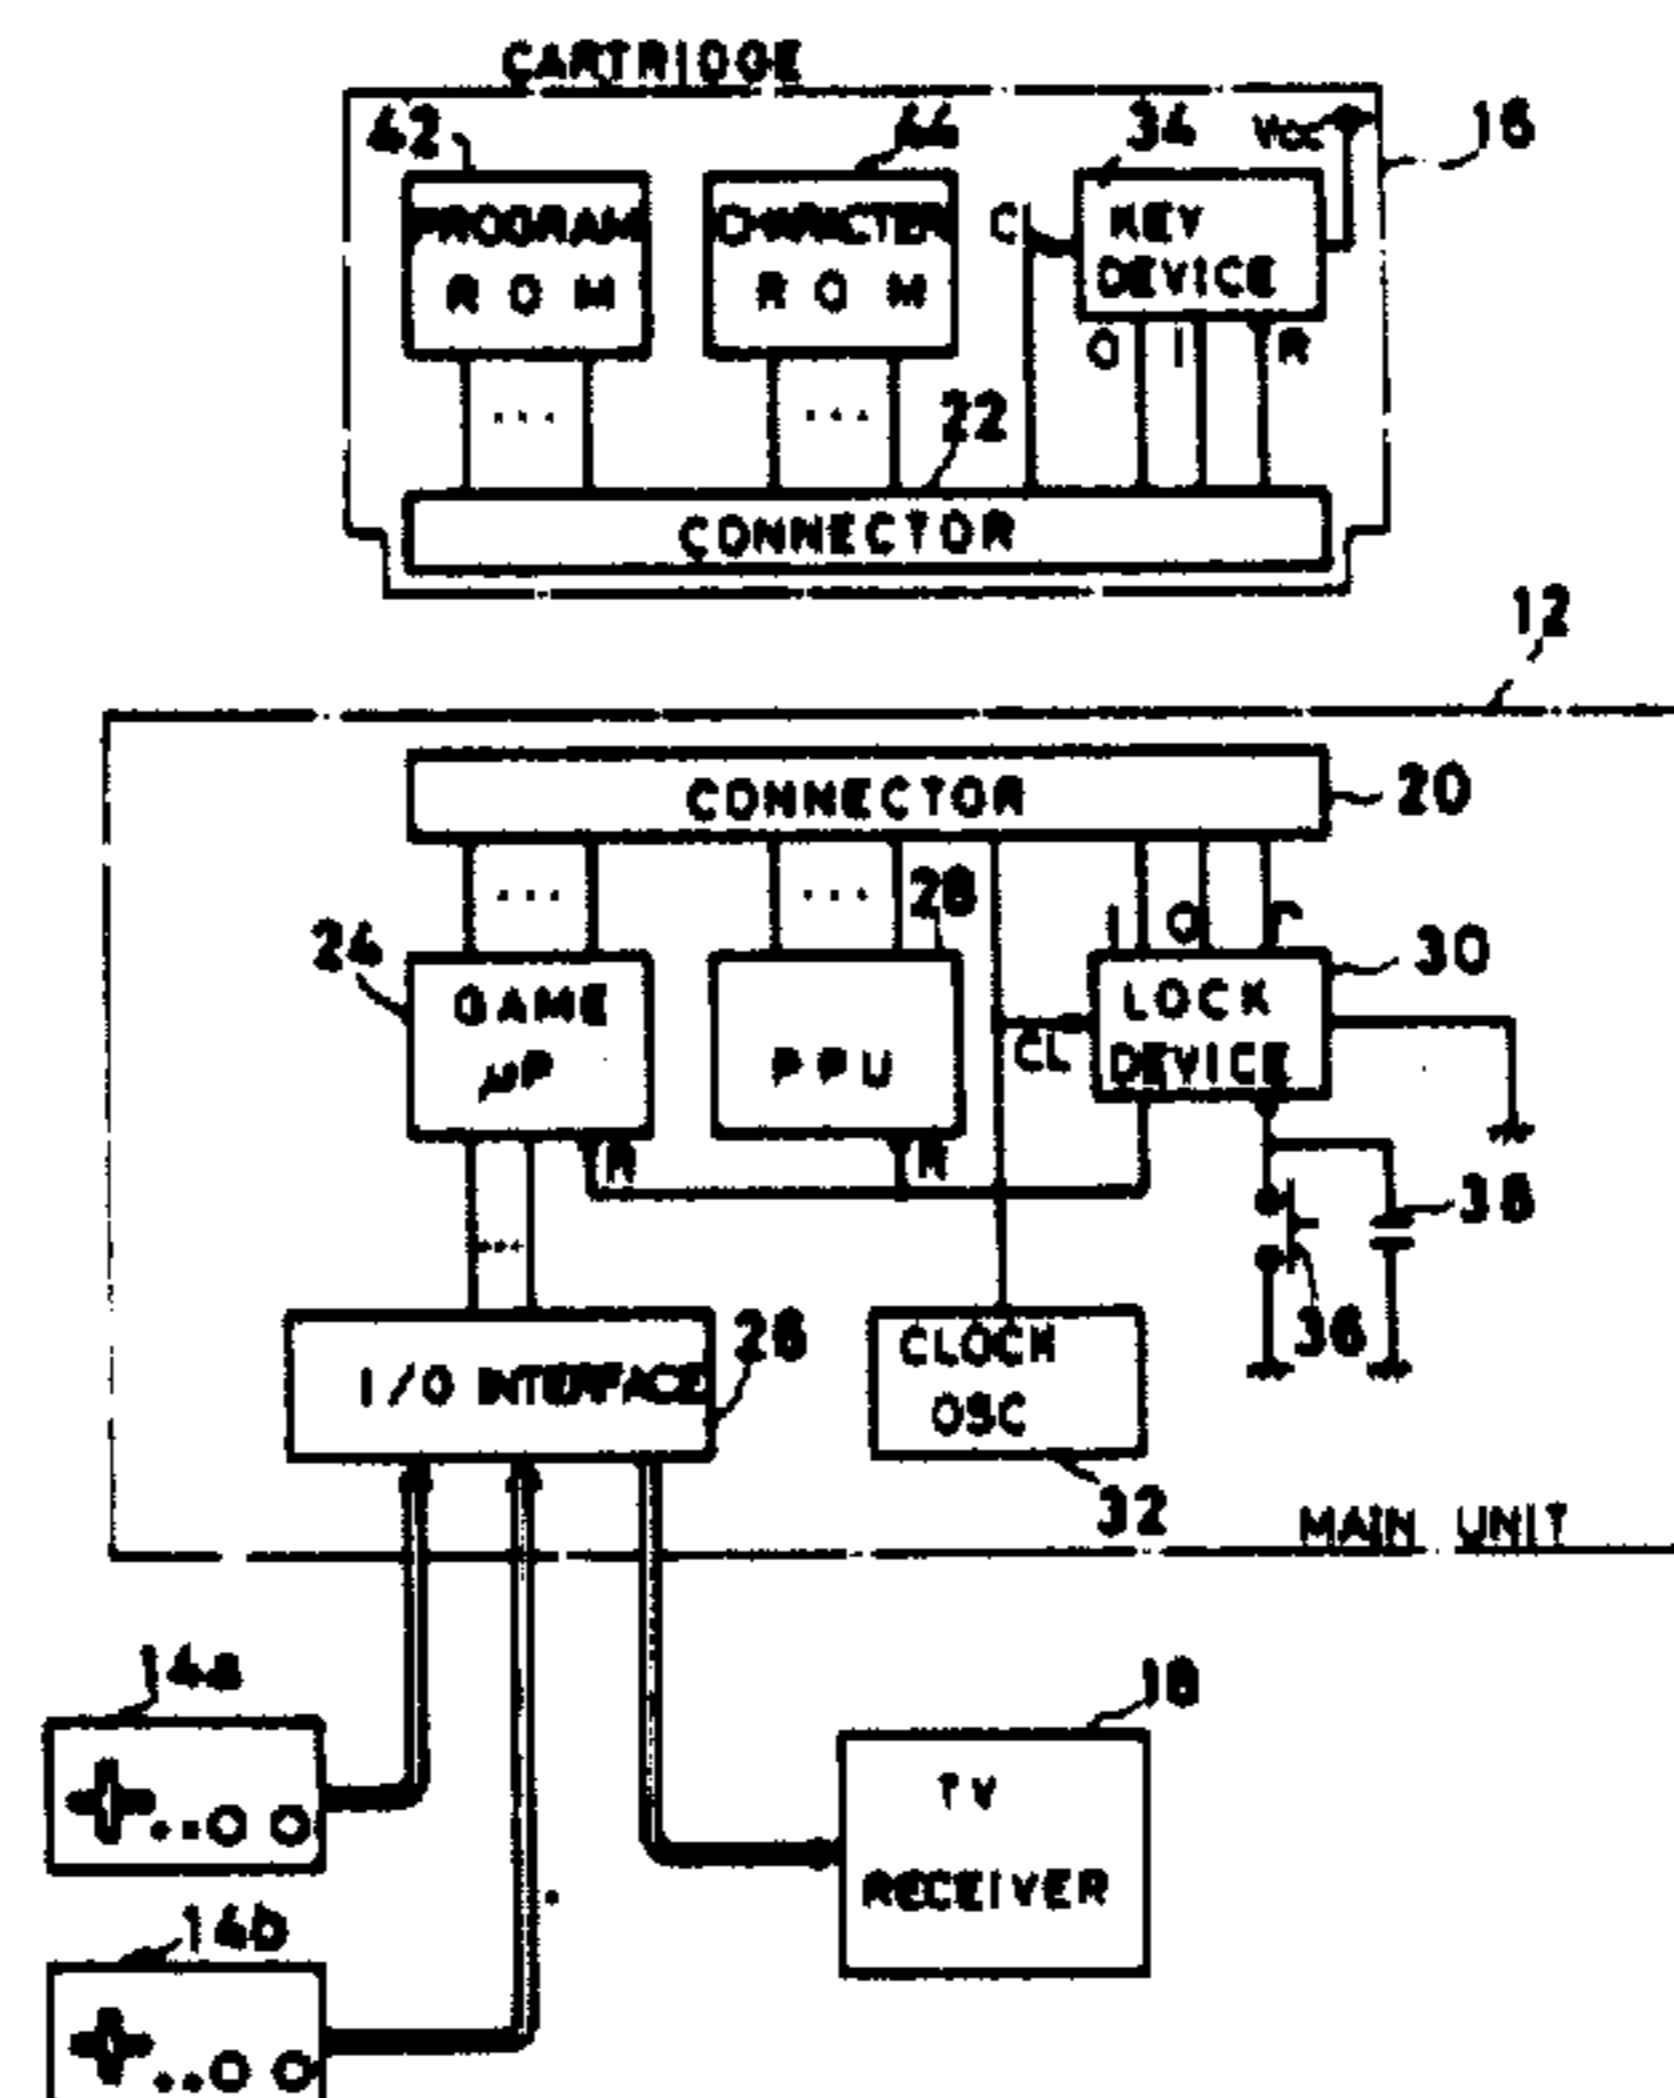 CARTRIDGE
42
44
34
Vcc
16
PROGRAM
ROM
CHARACTER
ROM
CL
KEY
DEVICE
O
I
R
22
CONNECTOR
12
CONNECTOR
20
24
28
I
O
r
30
GAME
μP
PPU
CL
LOCK
DEVICE
R
R
38
36
I/O INTERFACE
26
CLOCK
OSC
32
MAIN UNIT
14a
18
TV
RECEIVER
14b